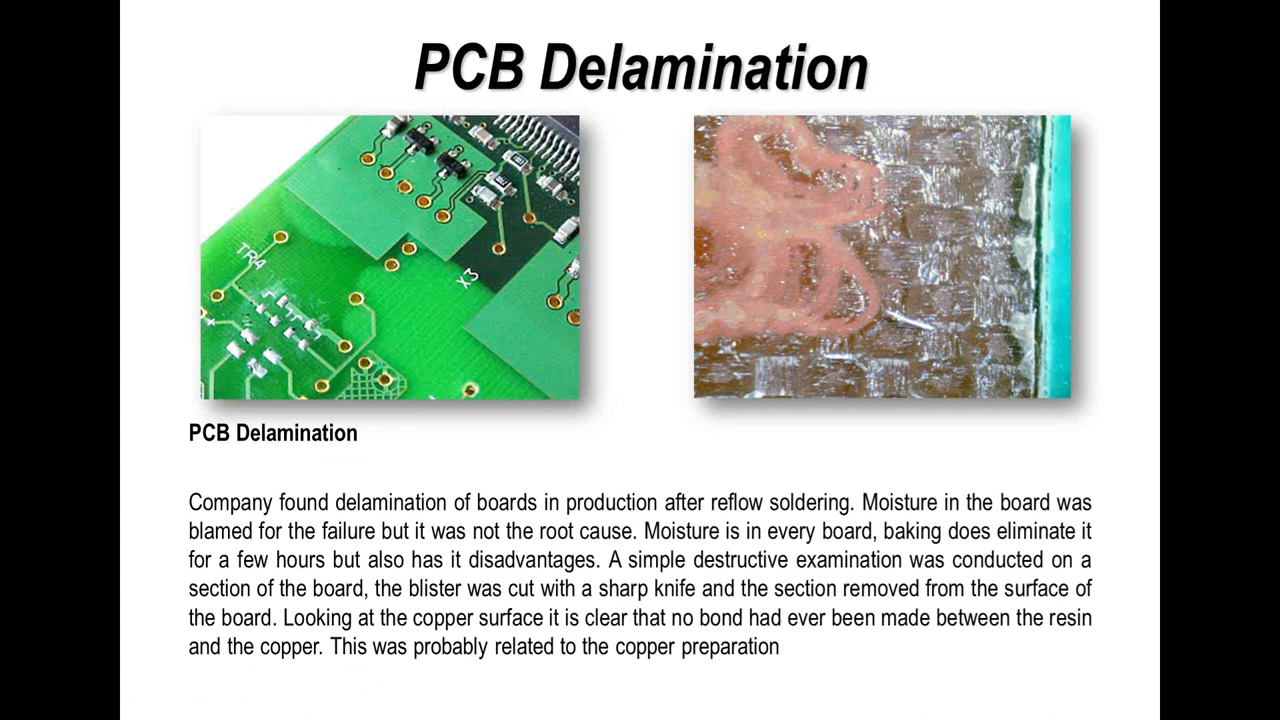 PCB Delamination
TR4
X3
PCB Delamination
Company found delamination of boards in production after reflow soldering. Moisture in the board was
blamed for the failure but it was not the root cause. Moisture is in every board, baking does eliminate it
for a few hours but also has it disadvantages. A simple destructive examination was conducted on a
section of the board, the blister was cut with a sharp knife and the section removed from the surface of
the board. Looking at the copper surface it is clear that no bond had ever been made between the resin
and the copper. This was probably related to the copper preparation